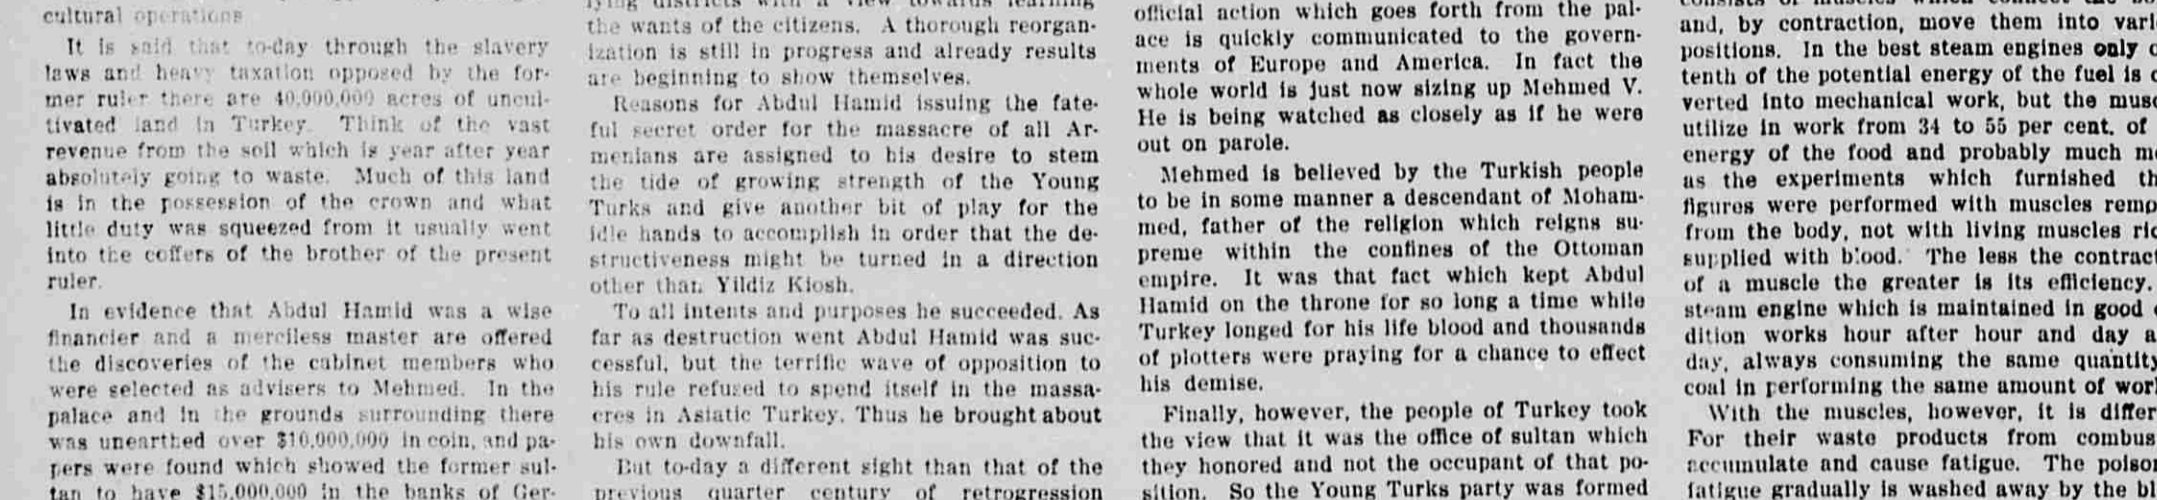 cultural operations
It is said that to-day through the slavery
laws and heavy taxation opposed by the for-
mer ruler there are 40,000,000 acres of uncul-
tivated land in Turkey. Think of the vast
revenue from the soil which is year after year
absolutely going to waste. Much of this land
is in the possession of the crown and what
little duty was squeezed from it usually went
into the coffers of the brother of the present
ruler.
In evidence that Abdul Hamid was a wise
financier and a merciless master are offered
the discoveries of the cabinet members who
were selected as advisers to Mehmed. In the
palace and in the grounds surrounding there
was unearthed over $10,000,000 in coin, and pa-
pers were found which showed the former sul-
tan to have $15,000,000 in the banks of Ger-
lying districts with a view towards learning
the wants of the citizens. A thorough reorgan-
ization is still in progress and already results
are beginning to show themselves.
Reasons for Abdul Hamid issuing the fate-
ful secret order for the massacre of all Ar-
menians are assigned to his desire to stem
the tide of growing strength of the Young
Turks and give another bit of play for the
idle hands to accomplish in order that the de-
structiveness might be turned in a direction
other than Yildiz Kiosh.
To all intents and purposes he succeeded. As
far as destruction went Abdul Hamid was suc-
cessful, but the terrific wave of opposition to
his rule refused to spend itself in the massa-
cres in Asiatic Turkey. Thus he brought about
his own downfall.
But to-day a different sight than that of the
previous quarter century of retrogression
official action which goes forth from the pal-
ace is quickly communicated to the govern-
ments of Europe and America. In fact the
whole world is just now sizing up Mehmed V.
He is being watched as closely as if he were
out on parole.
Mehmed is believed by the Turkish people
to be in some manner a descendant of Moham-
med, father of the religion which reigns su-
preme within the confines of the Ottoman
empire. It was that fact which kept Abdul
Hamid on the throne for so long a time while
Turkey longed for his life blood and thousands
of plotters were praying for a chance to effect
his demise.
Finally, however, the people of Turkey took
the view that it was the office of sultan which
they honored and not the occupant of that po-
sition. So the Young Turks party was formed
consists of muscles which connect the
and, by contraction, move them into vari
positions. In the best steam engines only
tenth of the potential energy of the fuel is
verted into mechanical work, but the musc
utilize in work from 34 to 55 per cent. of
energy of the food and probably much
as the experiments which furnished th
figures were performed with muscles remo
from the body, not with living muscles ric
supplied with blood. The less the contract
of a muscle the greater is its efficiency.
steam engine which is maintained in good
dition works hour after hour and day a
day, always consuming the same quantity
coal in performing the same amount of wor
With the muscles, however, it is differ
For their waste products from combus
accumulate and cause fatigue. The poison
fatigue gradually is washed away by the bl